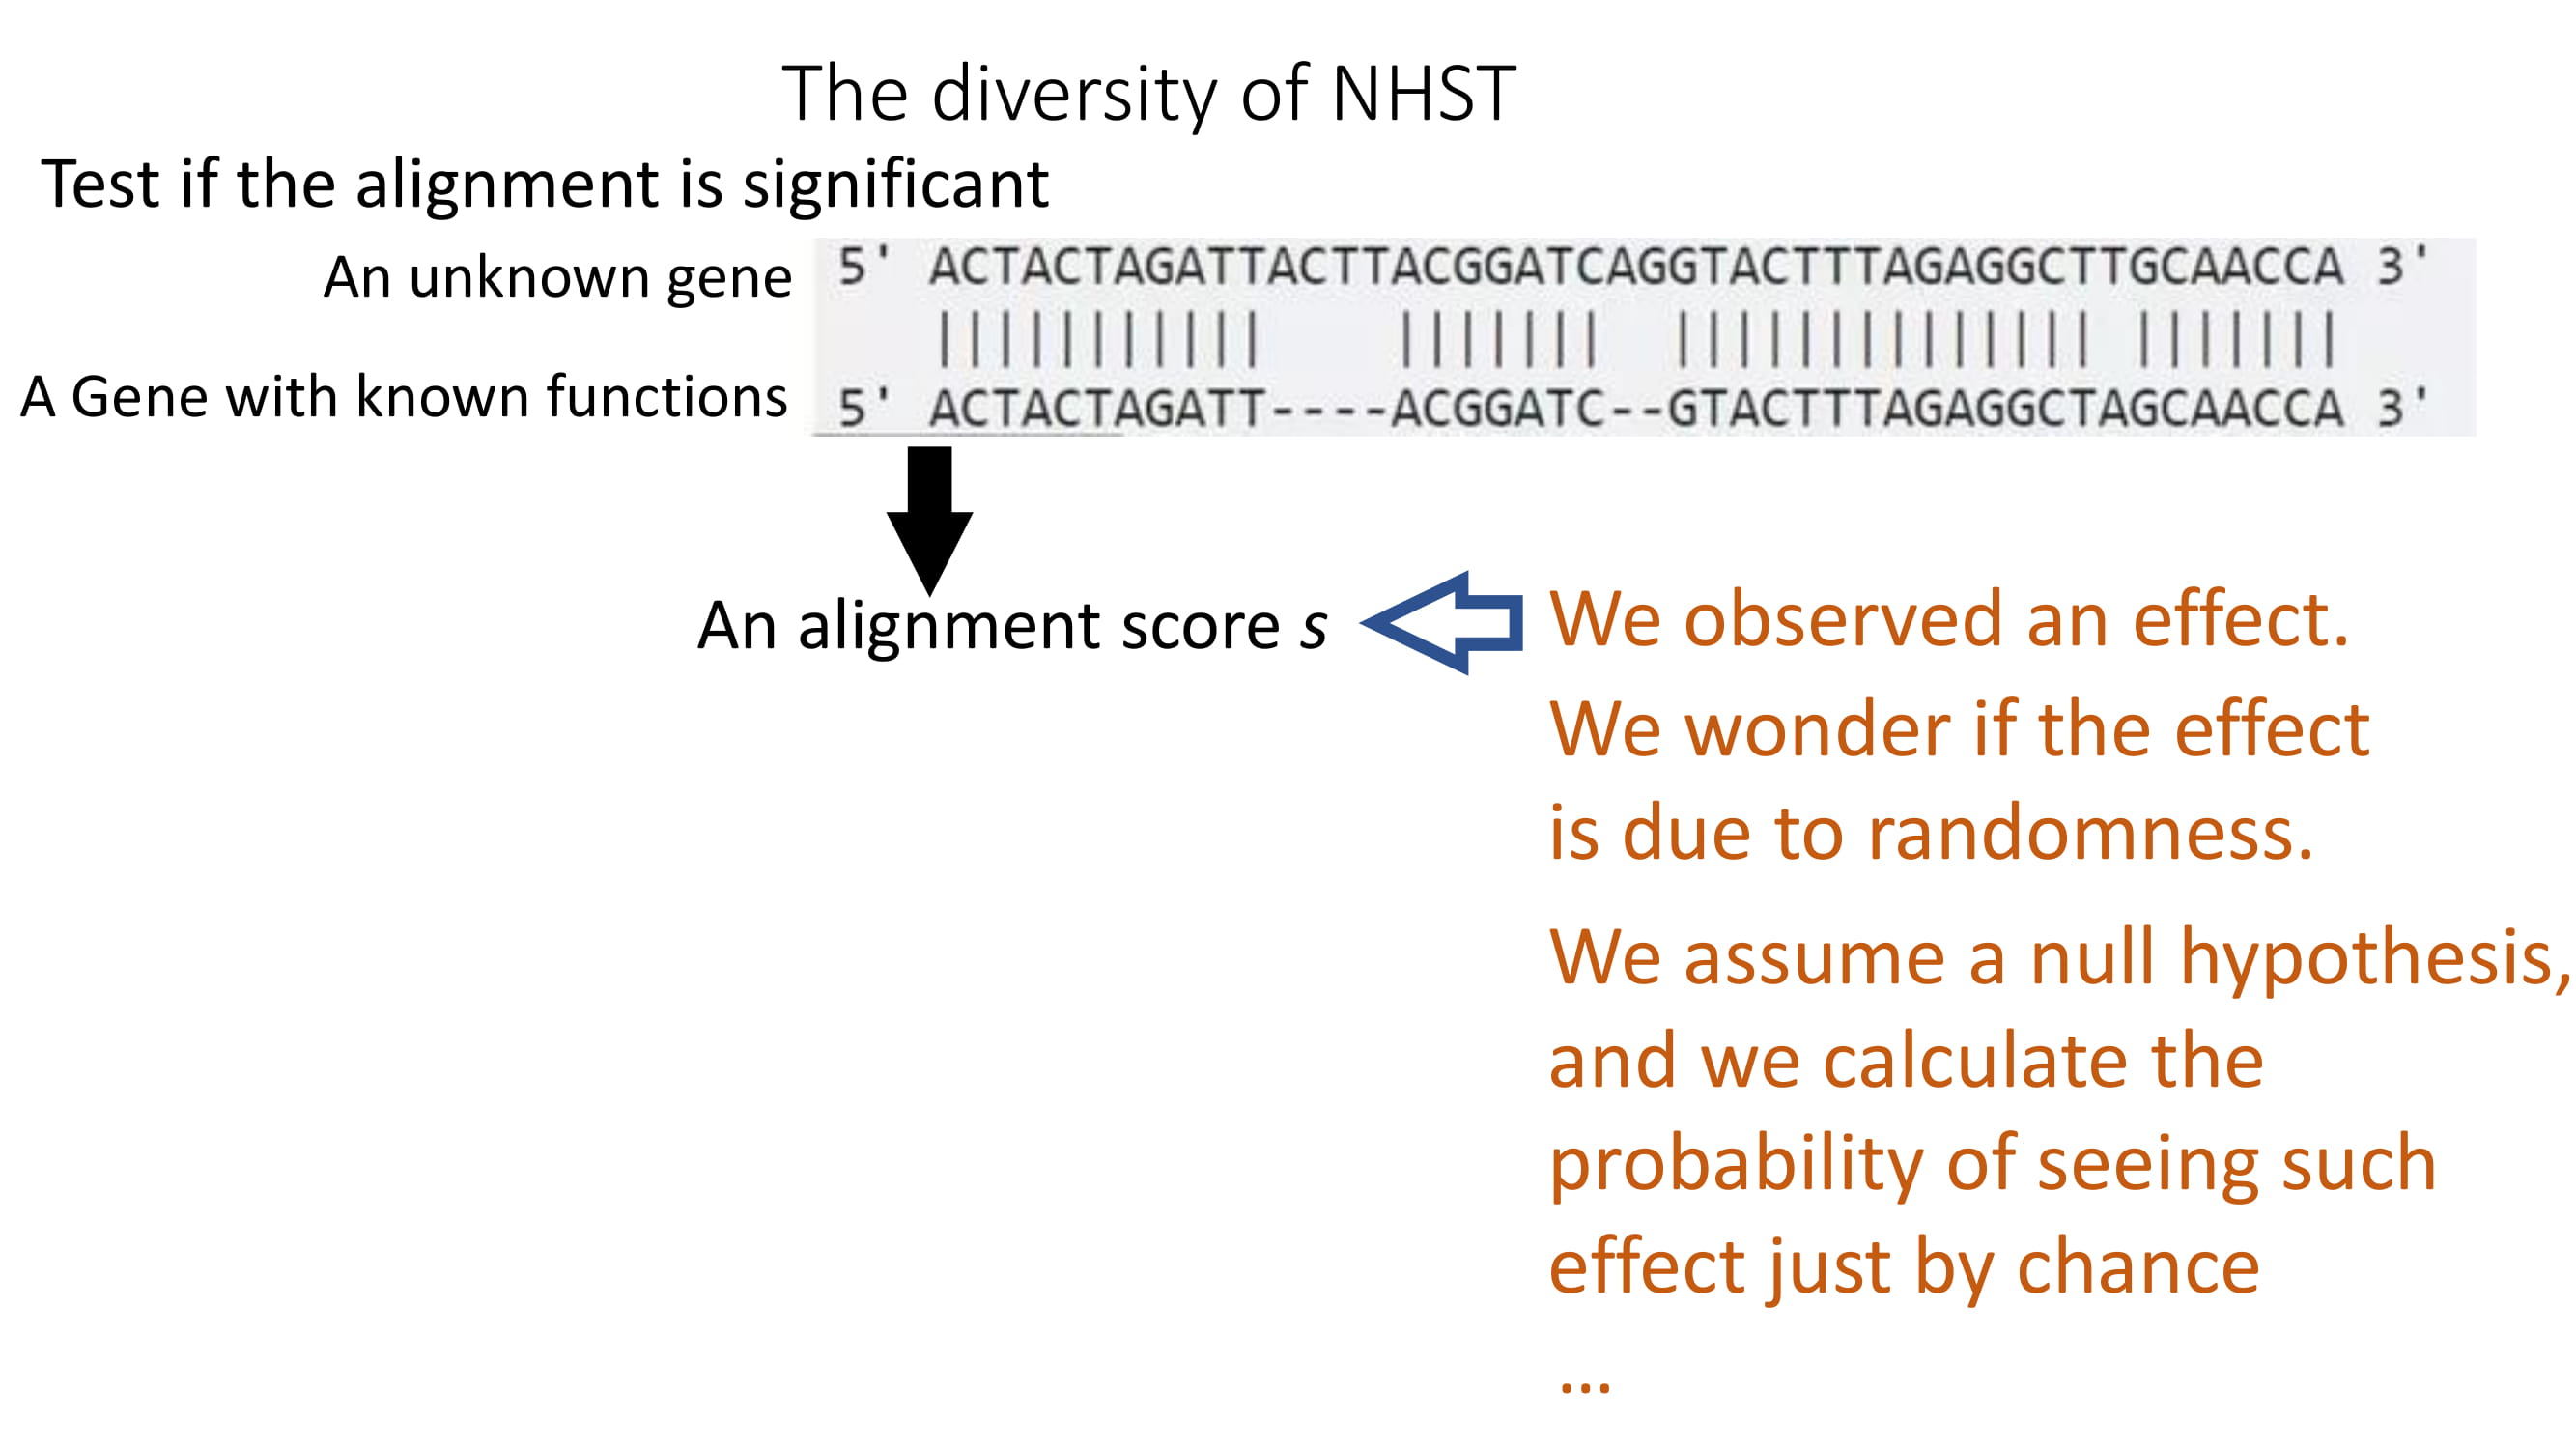 The diversity of NHST
Test if the alignment is significant
An unknown gene
5' ACTACTAGATTACTTACGGATCAGGTACTTTAGAGGCTTGCAACCA 3'
|||||||||||    |||||||  |||||||||||||| |||||||
A Gene with known functions
5' ACTACTAGATT----ACGGATC--GTACTTTAGAGGCTAGCAACCA 3'
An alignment score s
We observed an effect.
We wonder if the effect
is due to randomness.
We assume a null hypothesis,
and we calculate the
probability of seeing such
effect just by chance
...